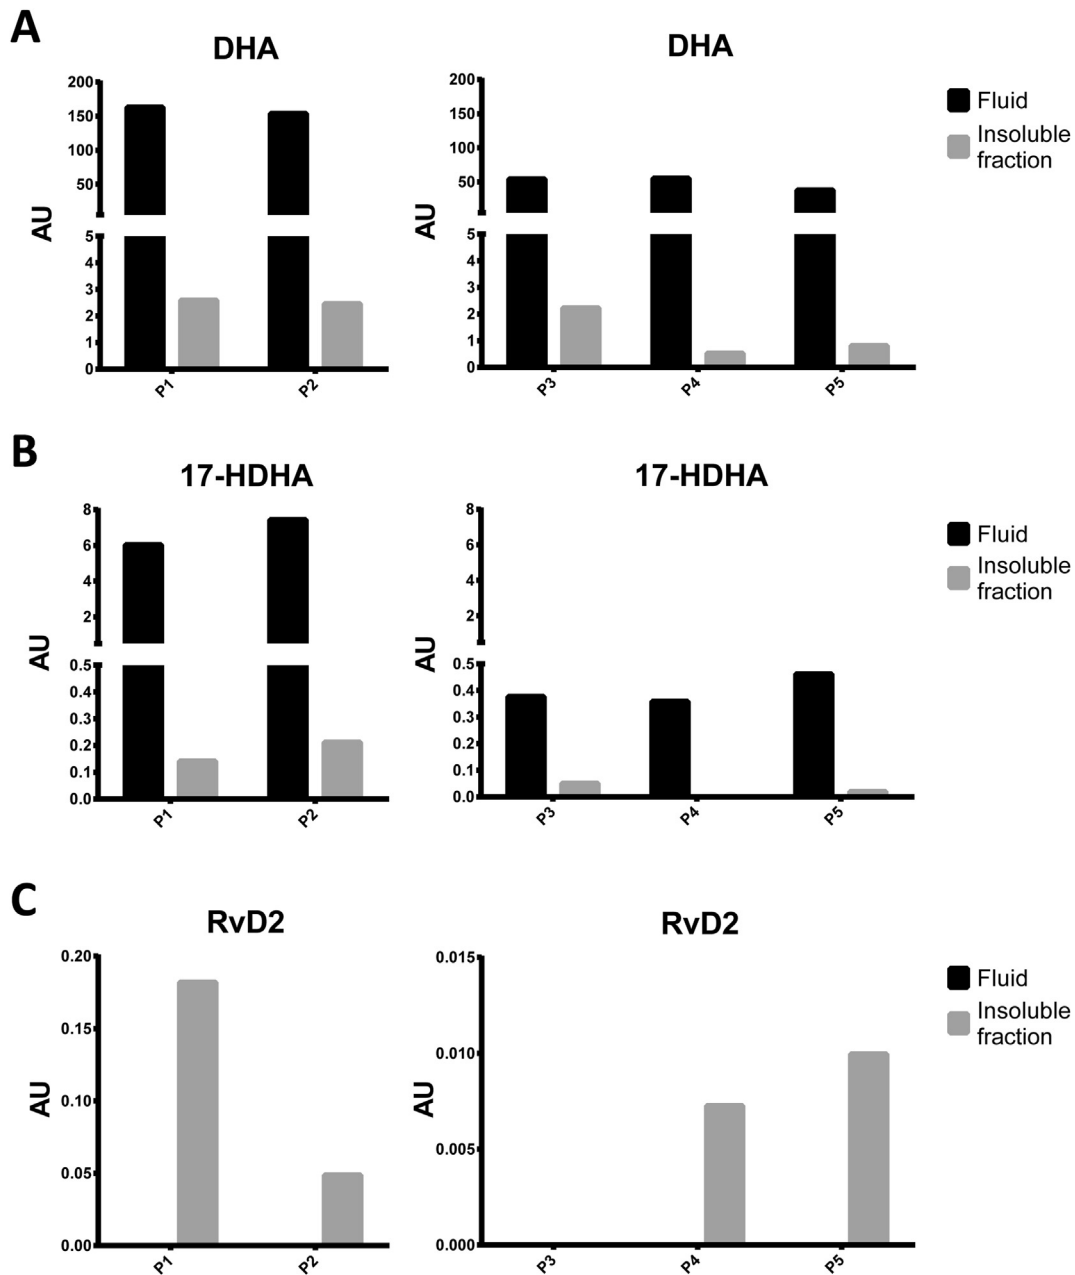 A
DHA
200
150
100
50
5
4
3
2
1
0
AU
P1
P2
DHA
200
150
100
50
5
4
3
2
1
0
AU
P3
P4
P5
Fluid
Insoluble
fraction
B
17-HDHA
8
6
4
2
0.5
0.4
0.3
0.2
0.1
0.0
AU
P1
P2
17-HDHA
8
6
4
2
0.5
0.4
0.3
0.2
0.1
0.0
AU
P3
P4
P5
Fluid
Insoluble
fraction
C
RvD2
0.20
0.15
0.10
0.05
0.00
AU
P1
P2
RvD2
0.015
0.010
0.005
0.000
AU
P3
P4
P5
Fluid
Insoluble
fraction